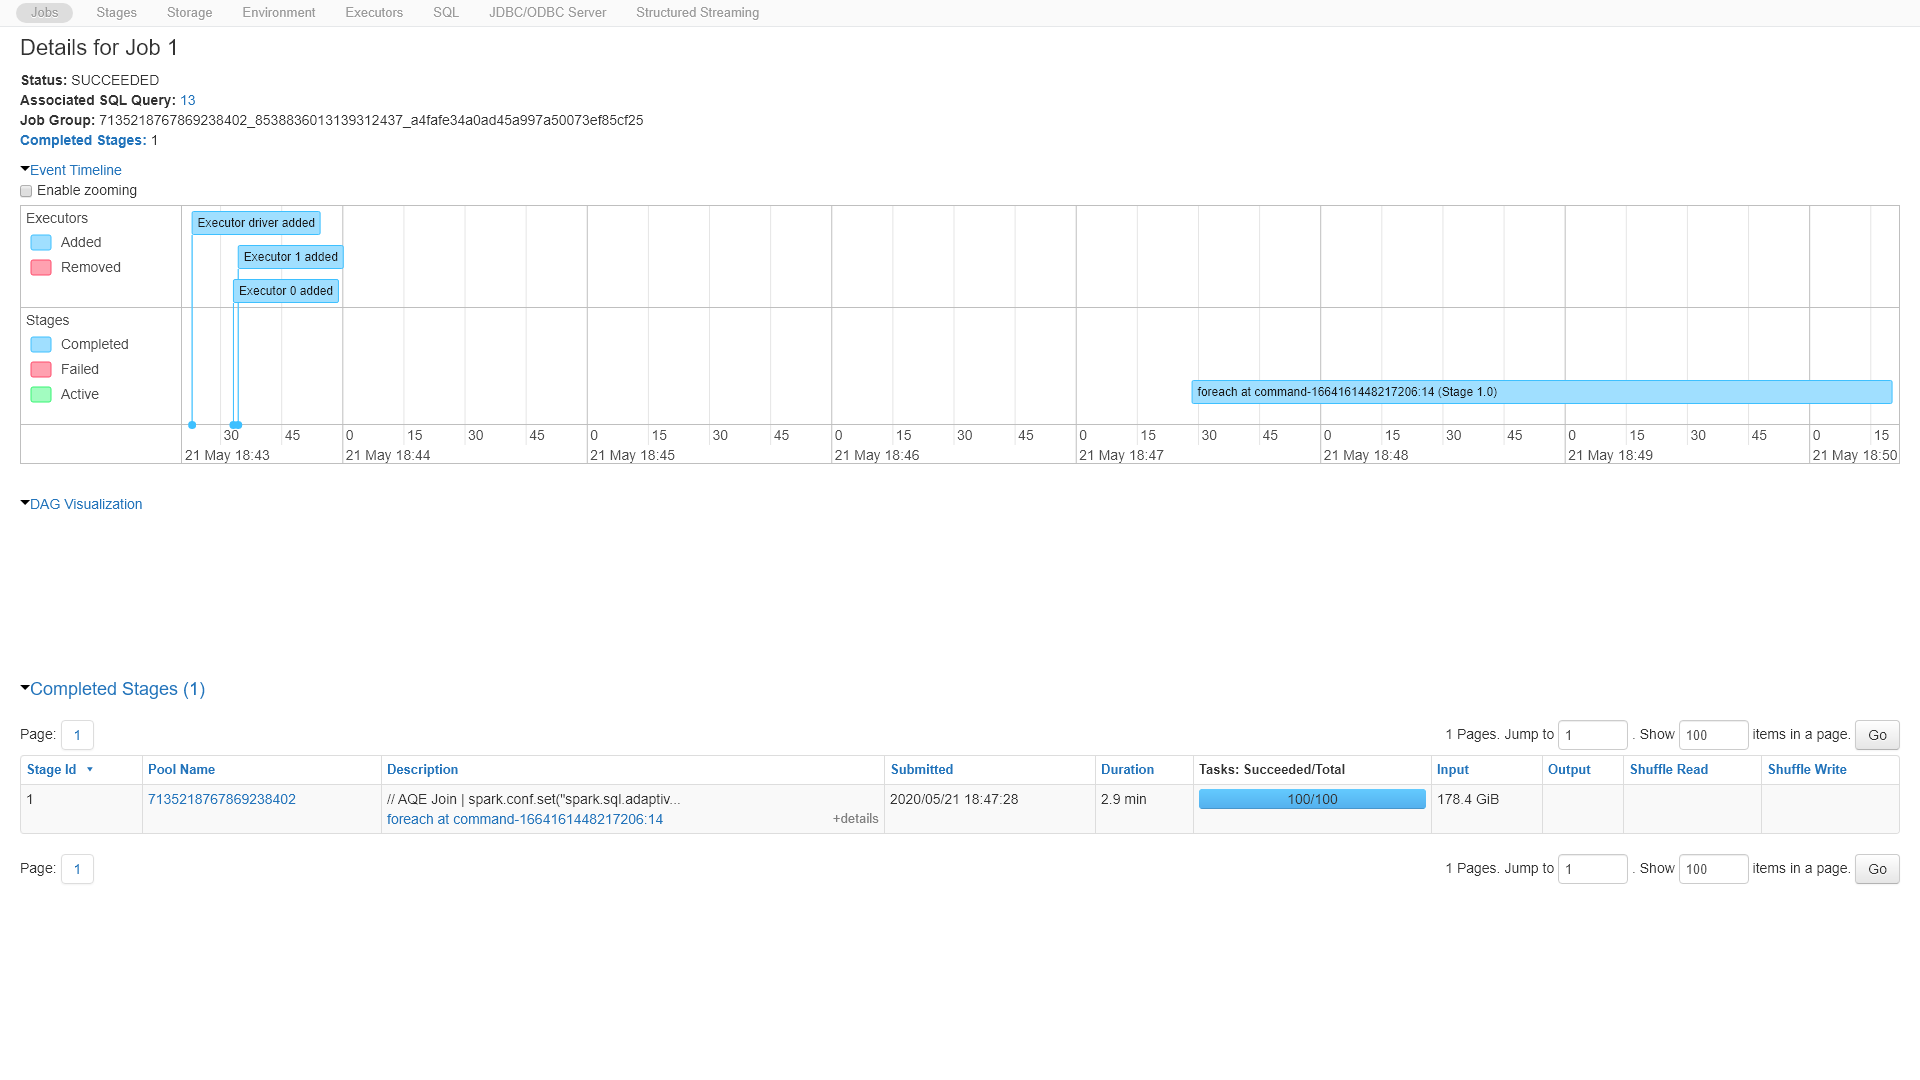 Jobs Stages Storage Environment Executors SQL JDBC/ODBC Server Structured Streaming
Details for Job 1
Status: SUCCEEDED
Associated SQL Query: 13
Job Group: 7135218767869238402_8538836013139312437_a4fafe34a0ad45a997a50073ef85cf25
Completed Stages: 1
Event Timeline
Enable zooming
Executors
Added
Removed
Executor driver added
Executor 1 added
Executor 0 added
Stages
Completed
Failed
Active
foreach at command-1664161448217206:14 (Stage 1.0)
30 45 0 15 30 45 0 15 30 45 0 15 30 45 0 15 30 45 0 15 30 45 0 15 30 45 0 15
21 May 18:43 21 May 18:44 21 May 18:45 21 May 18:46 21 May 18:47 21 May 18:48 21 May 18:49 21 May 18:50
DAG Visualization
Completed Stages (1)
Page: 1 1 Pages. Jump to 1 . Show 100 items in a page. Go
Stage Id Pool Name Description Submitted Duration Tasks: Succeeded/Total Input Output Shuffle Read Shuffle Write
1 7135218767869238402 // AQE Join | spark.conf.set("spark.sql.adaptiv... 2020/05/21 18:47:28 2.9 min 100/100 178.4 GiB
foreach at command-1664161448217206:14 +details
Page: 1 1 Pages. Jump to 1 . Show 100 items in a page. Go